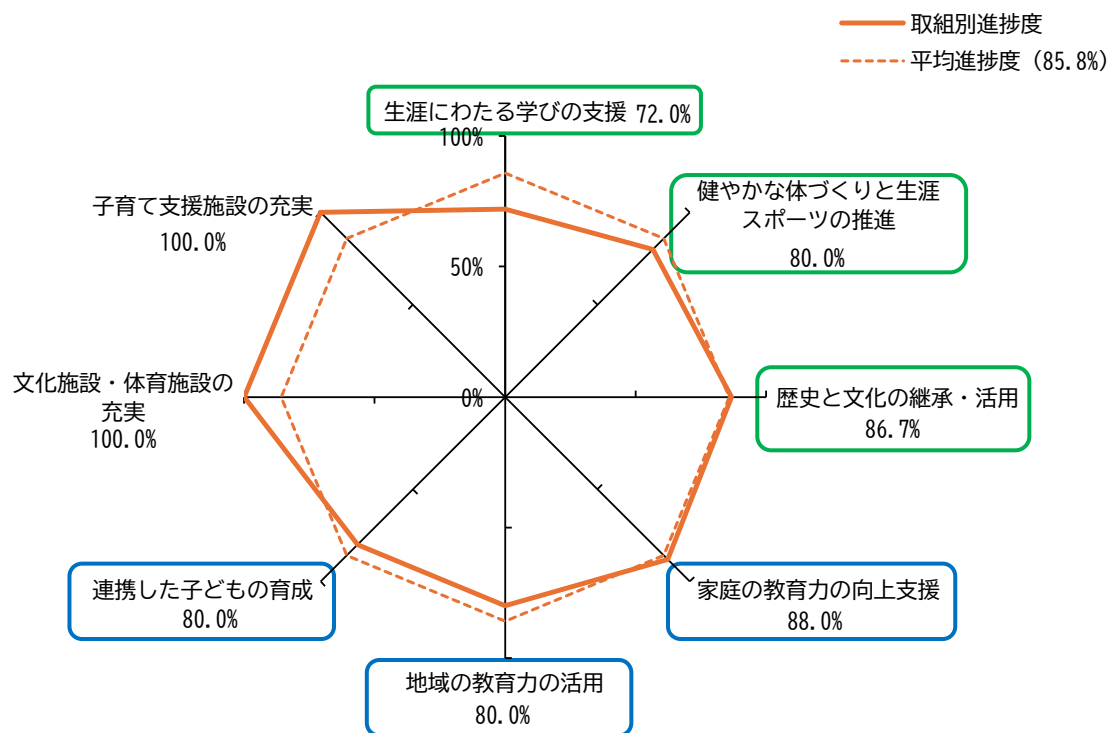 取組別進捗度
平均進捗度 (85.8%)
生涯にわたる学びの支援 72.0%
100%
健やかな体づくりと生涯
スポーツの推進
80.0%
子育て支援施設の充実
100.0%
50%
文化施設・体育施設の
充実
100.0%
0%
歴史と文化の継承・活用
86.7%
連携した子どもの育成
80.0%
家庭の教育力の向上支援
88.0%
地域の教育力の活用
80.0%